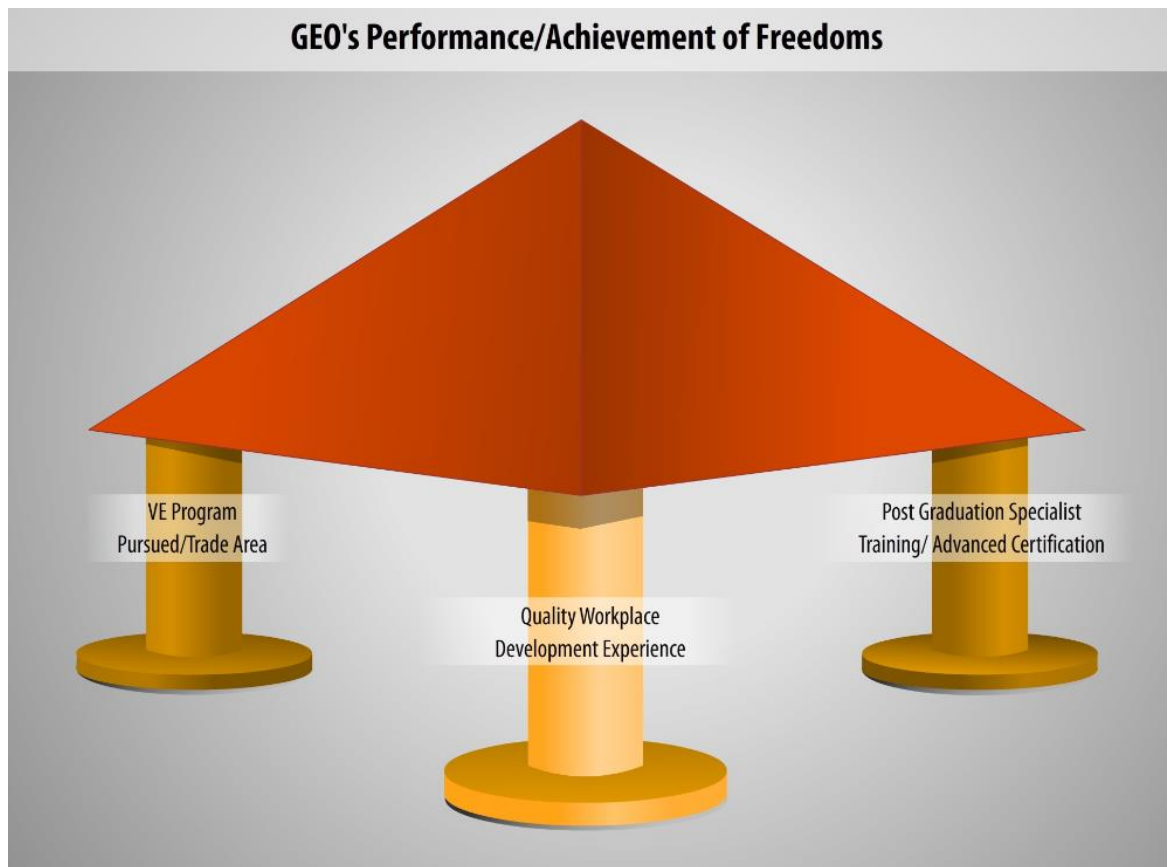 GEO's Performance/Achievement of Freedoms
VE Program
Pursued/Trade Area
Post Graduation Specialist
Training/ Advanced Certification
Quality Workplace
Development Experience